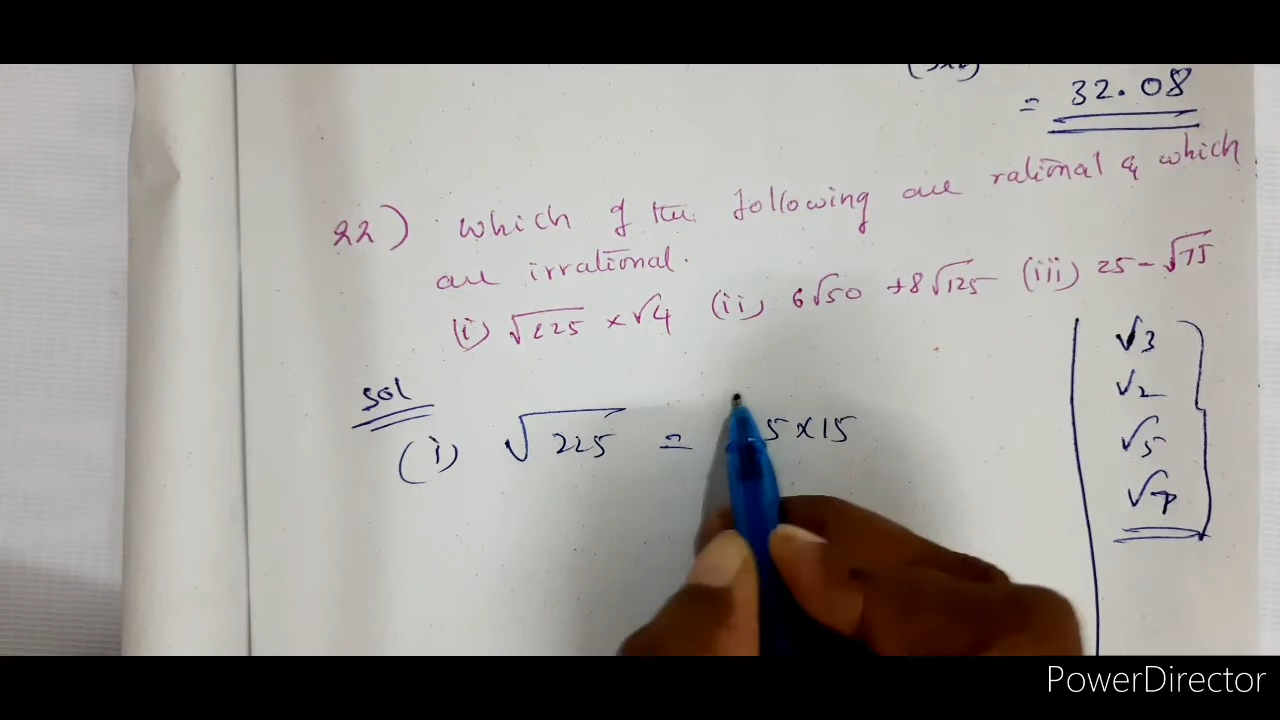 = 32.08
22) which of the following are rational & which
are irrational.
(i) √225 × √4 (ii) 6√50 + 8√125 (iii) 25 - √75
√3
√2
√5
√p
Sol
(i) √225 = 5×15
PowerDirector